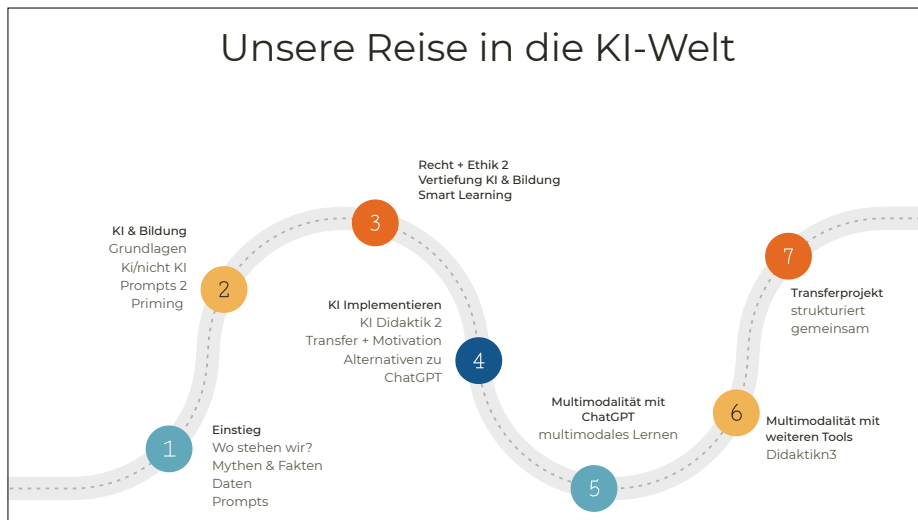 Unsere Reise in die KI-Welt
1
Einstieg
Wo stehen wir?
Mythen & Fakten
Daten
Prompts
2
KI & Bildung
Grundlagen
Ki/nicht KI
Prompts 2
Priming
3
Recht + Ethik 2
Vertiefung KI & Bildung
Smart Learning
4
KI Implementieren
KI Didaktik 2
Transfer + Motivation
Alternativen zu
ChatGPT
5
Multimodalität mit
ChatGPT
multimodales Lernen
6
Multimodalität mit
weiteren Tools
Didaktikn3
7
Transferprojekt
strukturiert
gemeinsam